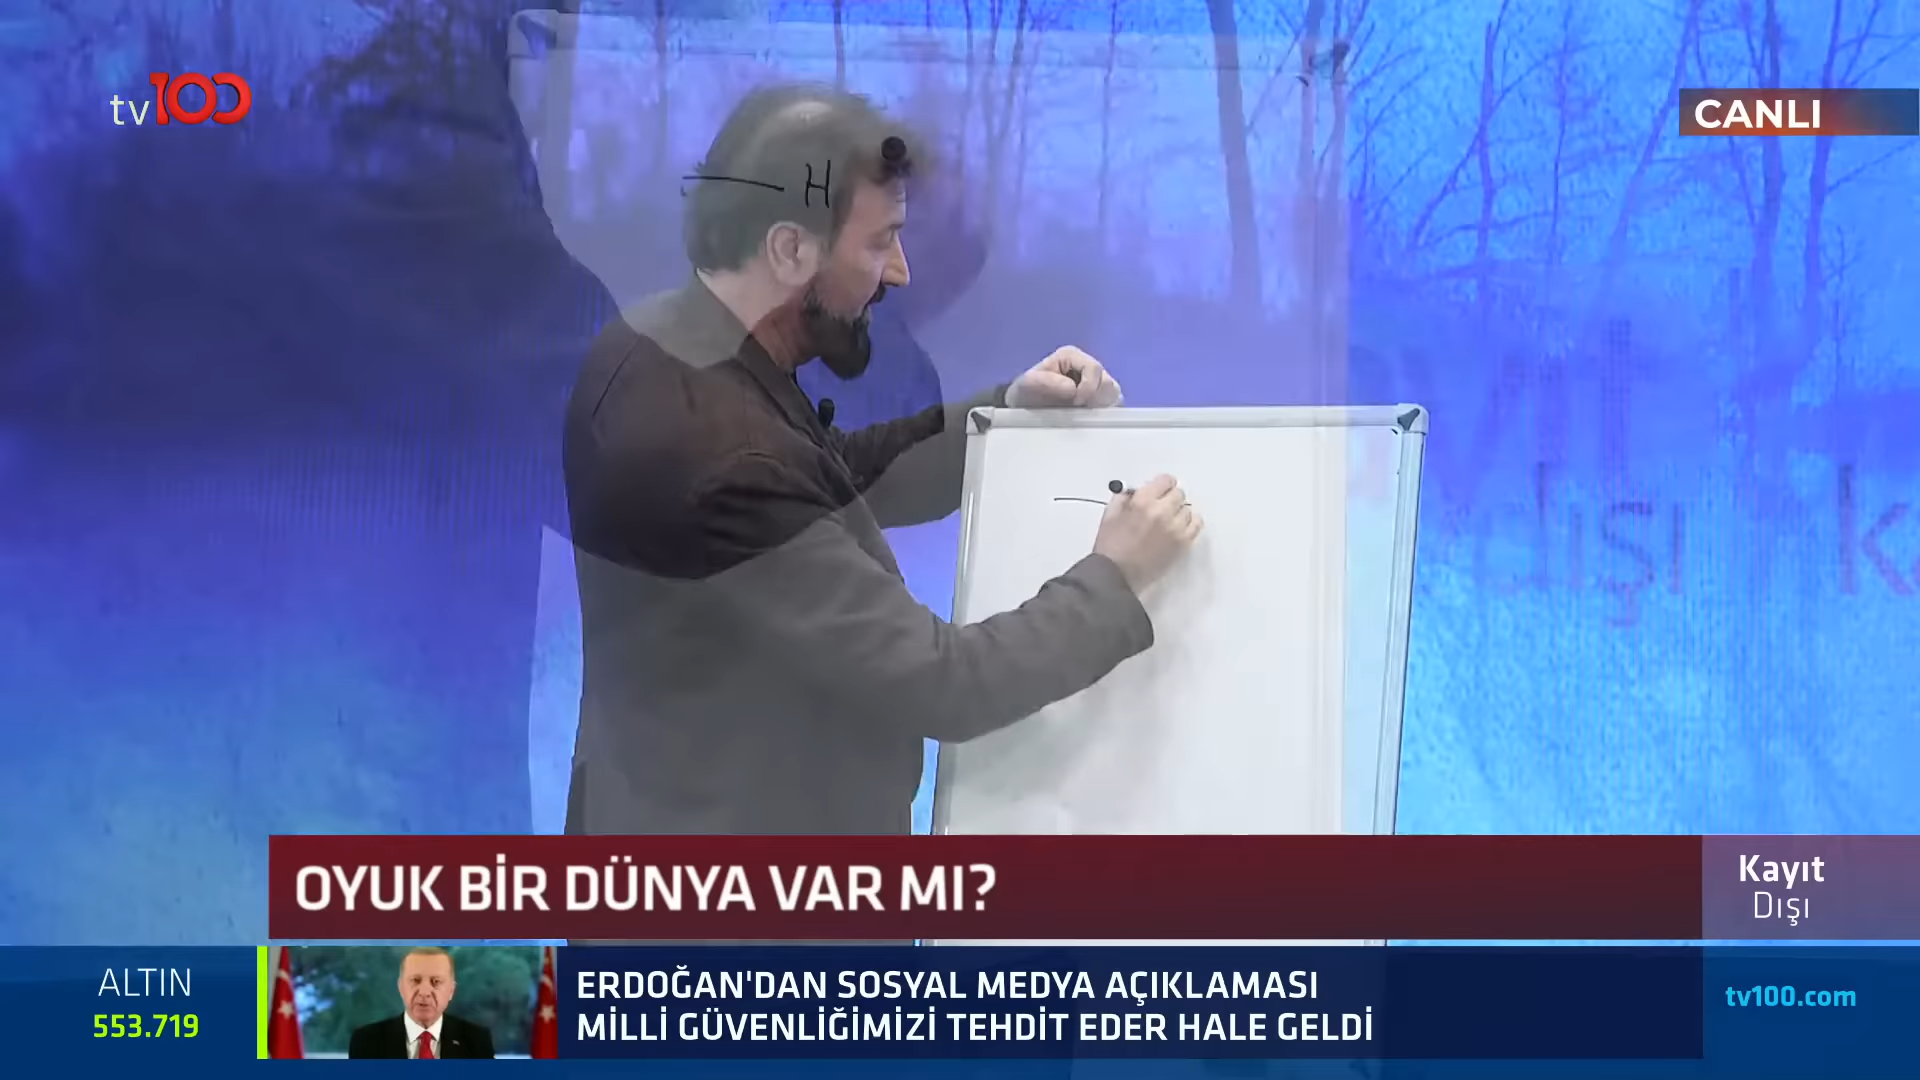 tv100
CANLI
H
dışı
OYUK BİR DÜNYA VAR MI?
Kayıt
Dışı
ALTIN
553.719
ERDOĞAN'DAN SOSYAL MEDYA AÇIKLAMASI
MİLLİ GÜVENLİĞİMİZİ TEHDİT EDER HALE GELDİ
tv100.com